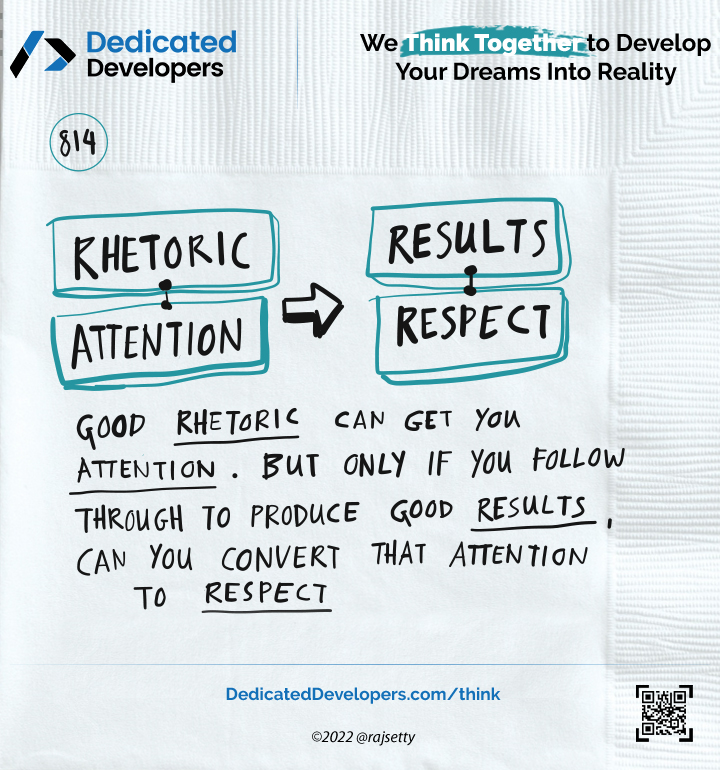 Dedicated
Developers
We Think Together to Develop
Your Dreams Into Reality
814
RHETORIC
ATTENTION
RESULTS
RESPECT
GOOD RHETORIC CAN GET YOU
ATTENTION. BUT ONLY IF YOU FOLLOW
THROUGH TO PRODUCE GOOD RESULTS,
CAN YOU CONVERT THAT ATTENTION
TO RESPECT
DedicatedDevelopers.com/think
©2022 @rajsetty